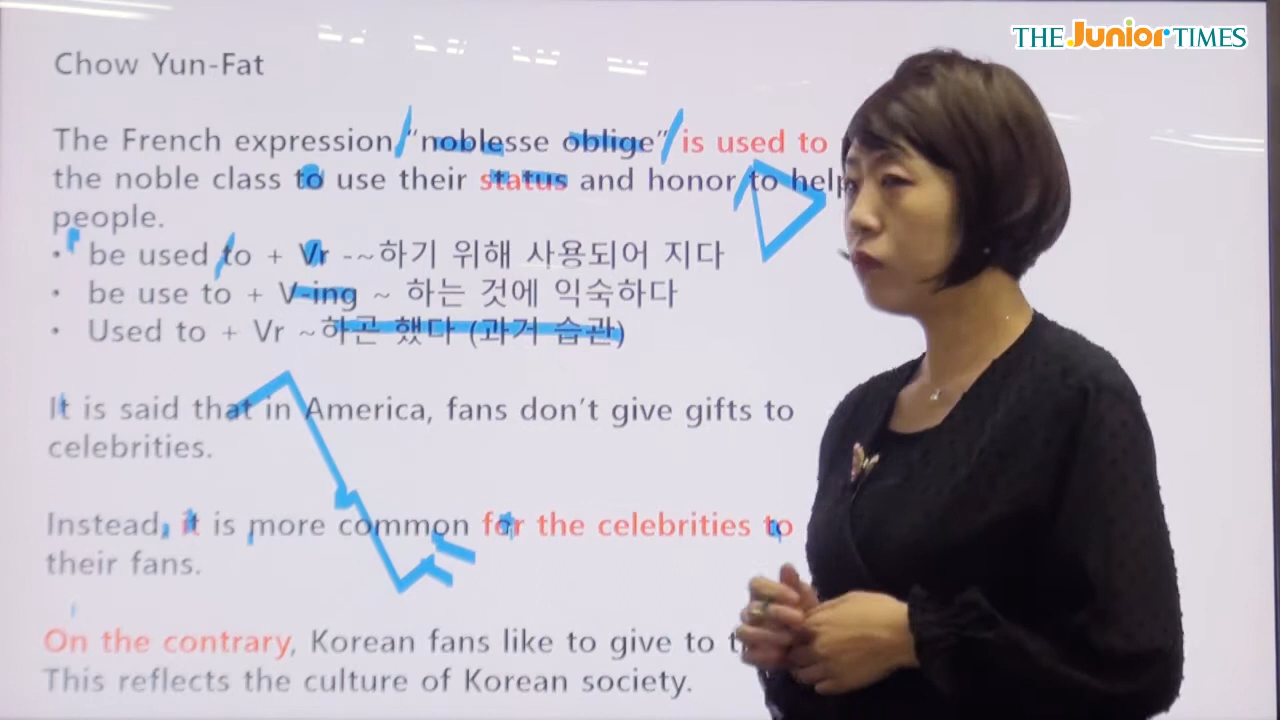 THE Junior TIMES
Chow Yun-Fat
The French expression "noblesse oblige" is used to
the noble class to use their status and honor to help
people.
• be used to + Vr -~하기 위해 사용되어 지다
• be use to + V-ing ~ 하는 것에 익숙하다
• Used to + Vr ~하곤 했다 (과거 습관)
It is said that in America, fans don't give gifts to
celebrities.
Instead, it is more common for the celebrities to
their fans.
On the contrary, Korean fans like to give to
This reflects the culture of Korean society.